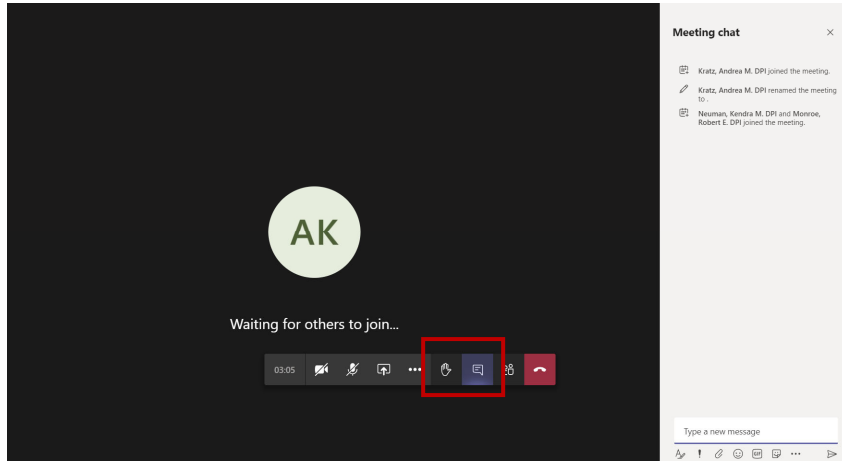 Meeting chat
Kratz, Andrea M. DPI joined the meeting.
Kratz, Andrea M. DPI renamed the meeting
to .
Neuman, Kendra M. DPI and Monroe,
Robert E. DPI joined the meeting.
AK
Waiting for others to join...
03:05
Type a new message
GIF